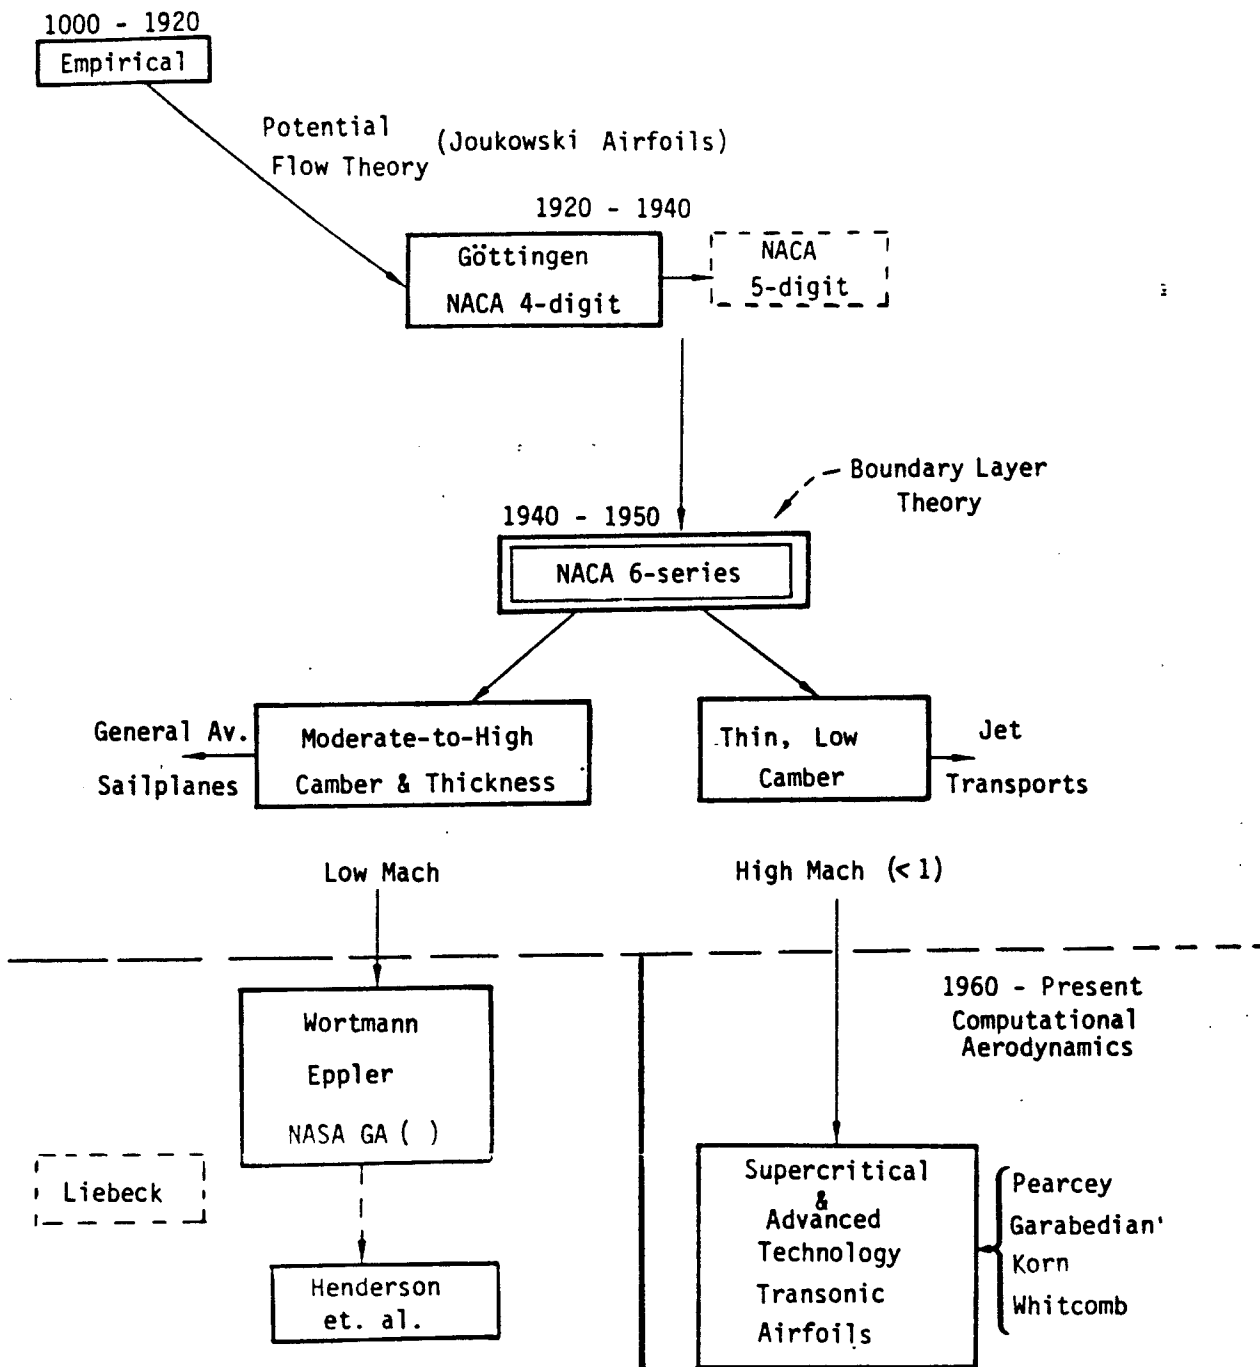 1000 - 1920
Empirical
Potential
Flow Theory
(Joukowski Airfoils)
1920 - 1940
Göttingen
NACA 4-digit
NACA
5-digit
Boundary Layer
Theory
1940 - 1950
NACA 6-series
General Av.
Sailplanes
Moderate-to-High
Camber & Thickness
Thin, Low
Camber
Jet
Transports
Low Mach
High Mach (< 1)
1960 - Present
Computational
Aerodynamics
Wortmann
Eppler
NASA GA ( )
Liebeck
Henderson
et. al.
Supercritical
&
Advanced
Technology
Transonic
Airfoils
Pearcey
Garabedian
Korn
Whitcomb